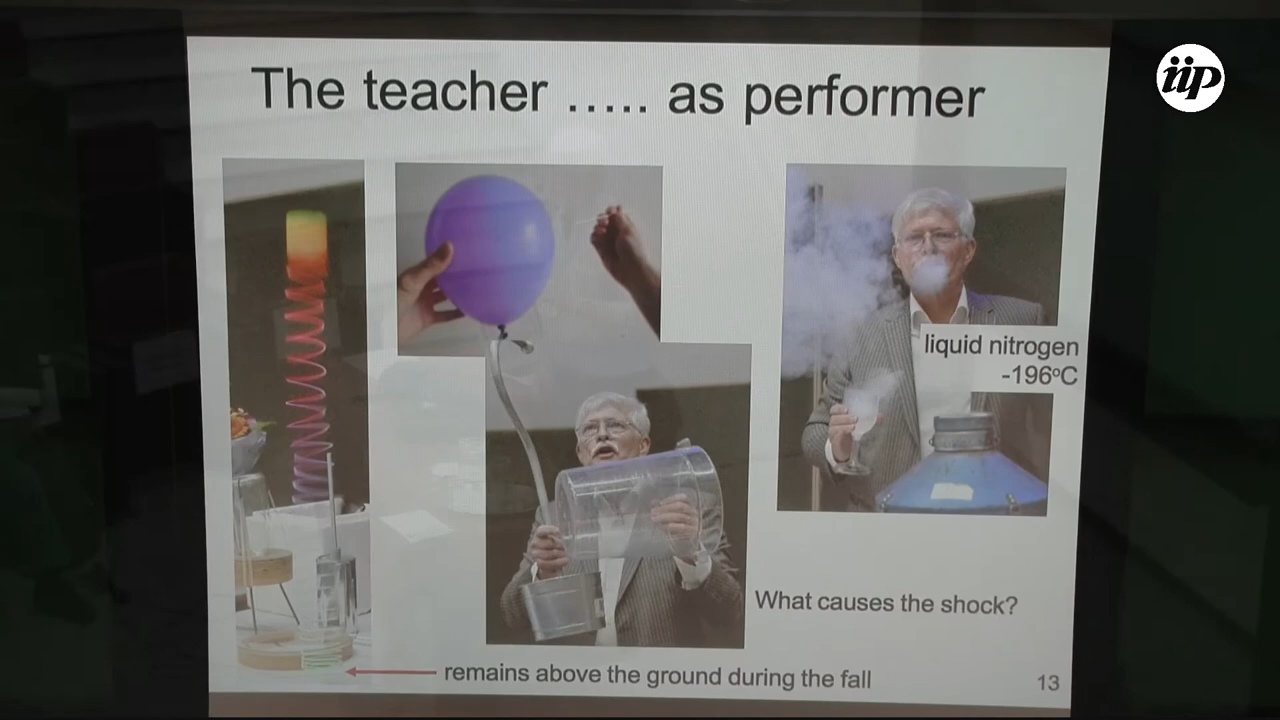 The teacher ..... as performer
iip
liquid nitrogen
-196°C
What causes the shock?
remains above the ground during the fall
13